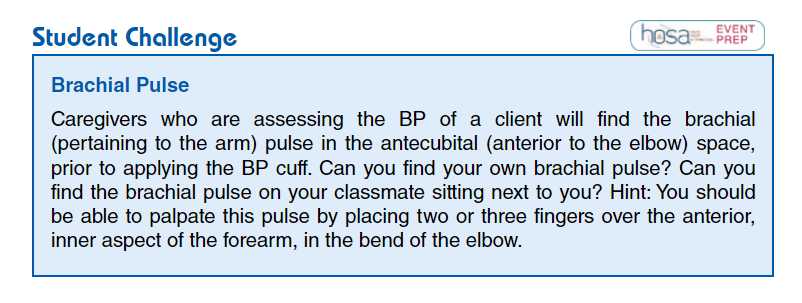 Student Challenge
hosa EVENT
PREP
Brachial Pulse
Caregivers who are assessing the BP of a client will find the brachial
(pertaining to the arm) pulse in the antecubital (anterior to the elbow) space,
prior to applying the BP cuff. Can you find your own brachial pulse? Can you
find the brachial pulse on your classmate sitting next to you? Hint: You should
be able to palpate this pulse by placing two or three fingers over the anterior,
inner aspect of the forearm, in the bend of the elbow.